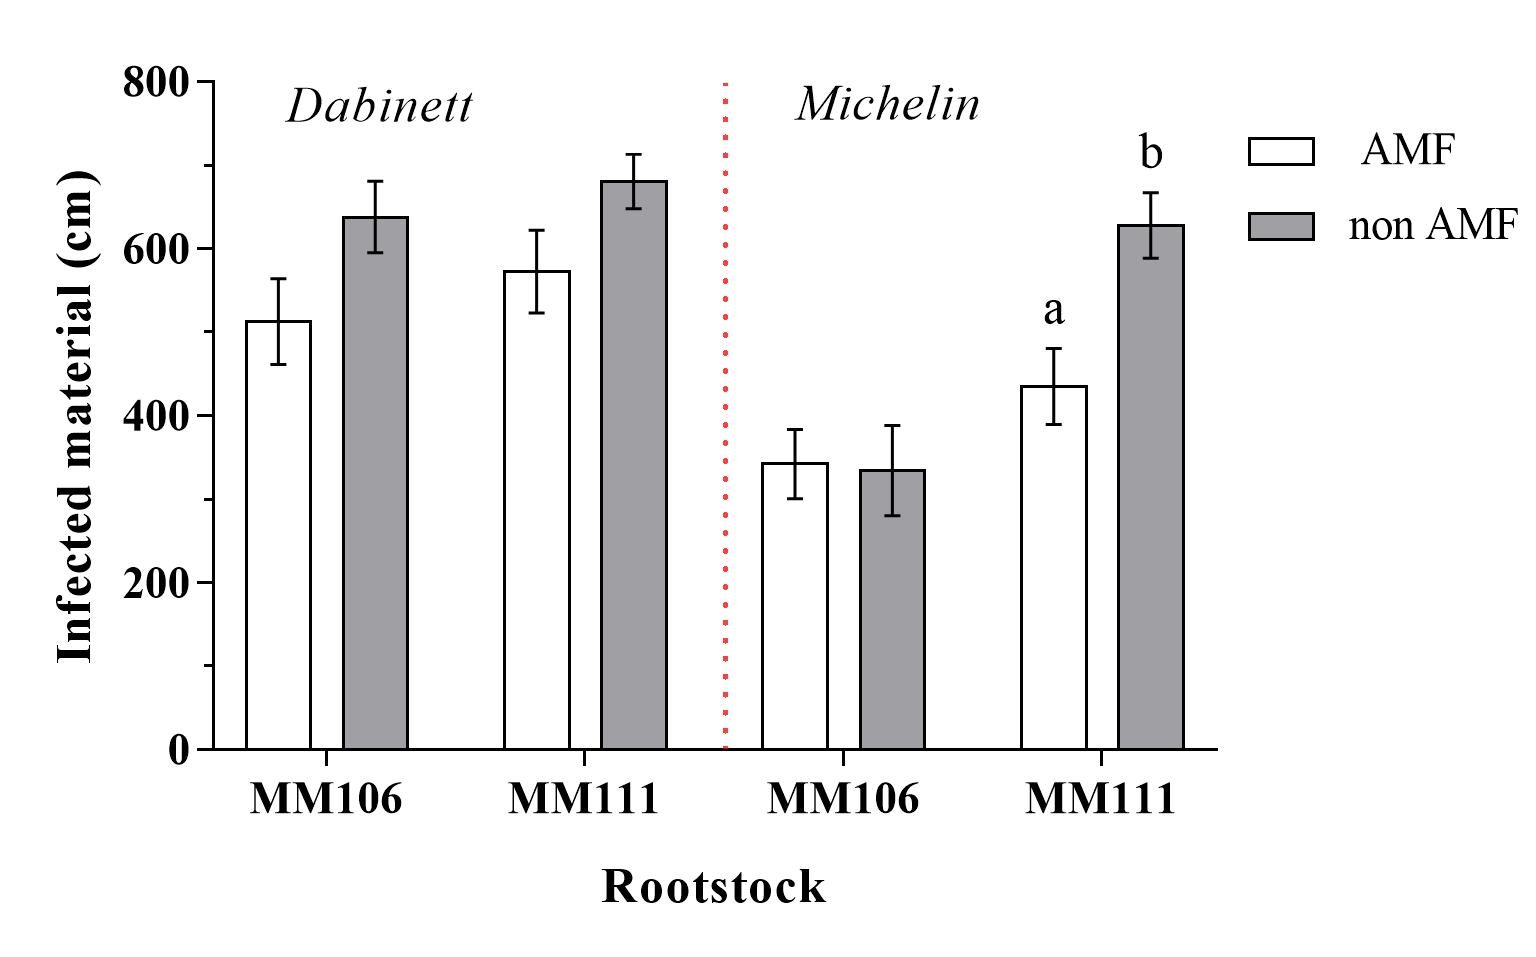 Dabinett
Michelin
800
600
400
200
0
Infected material (cm)
a
b
AMF
non AMF
MM106
MM111
MM106
MM111
Rootstock